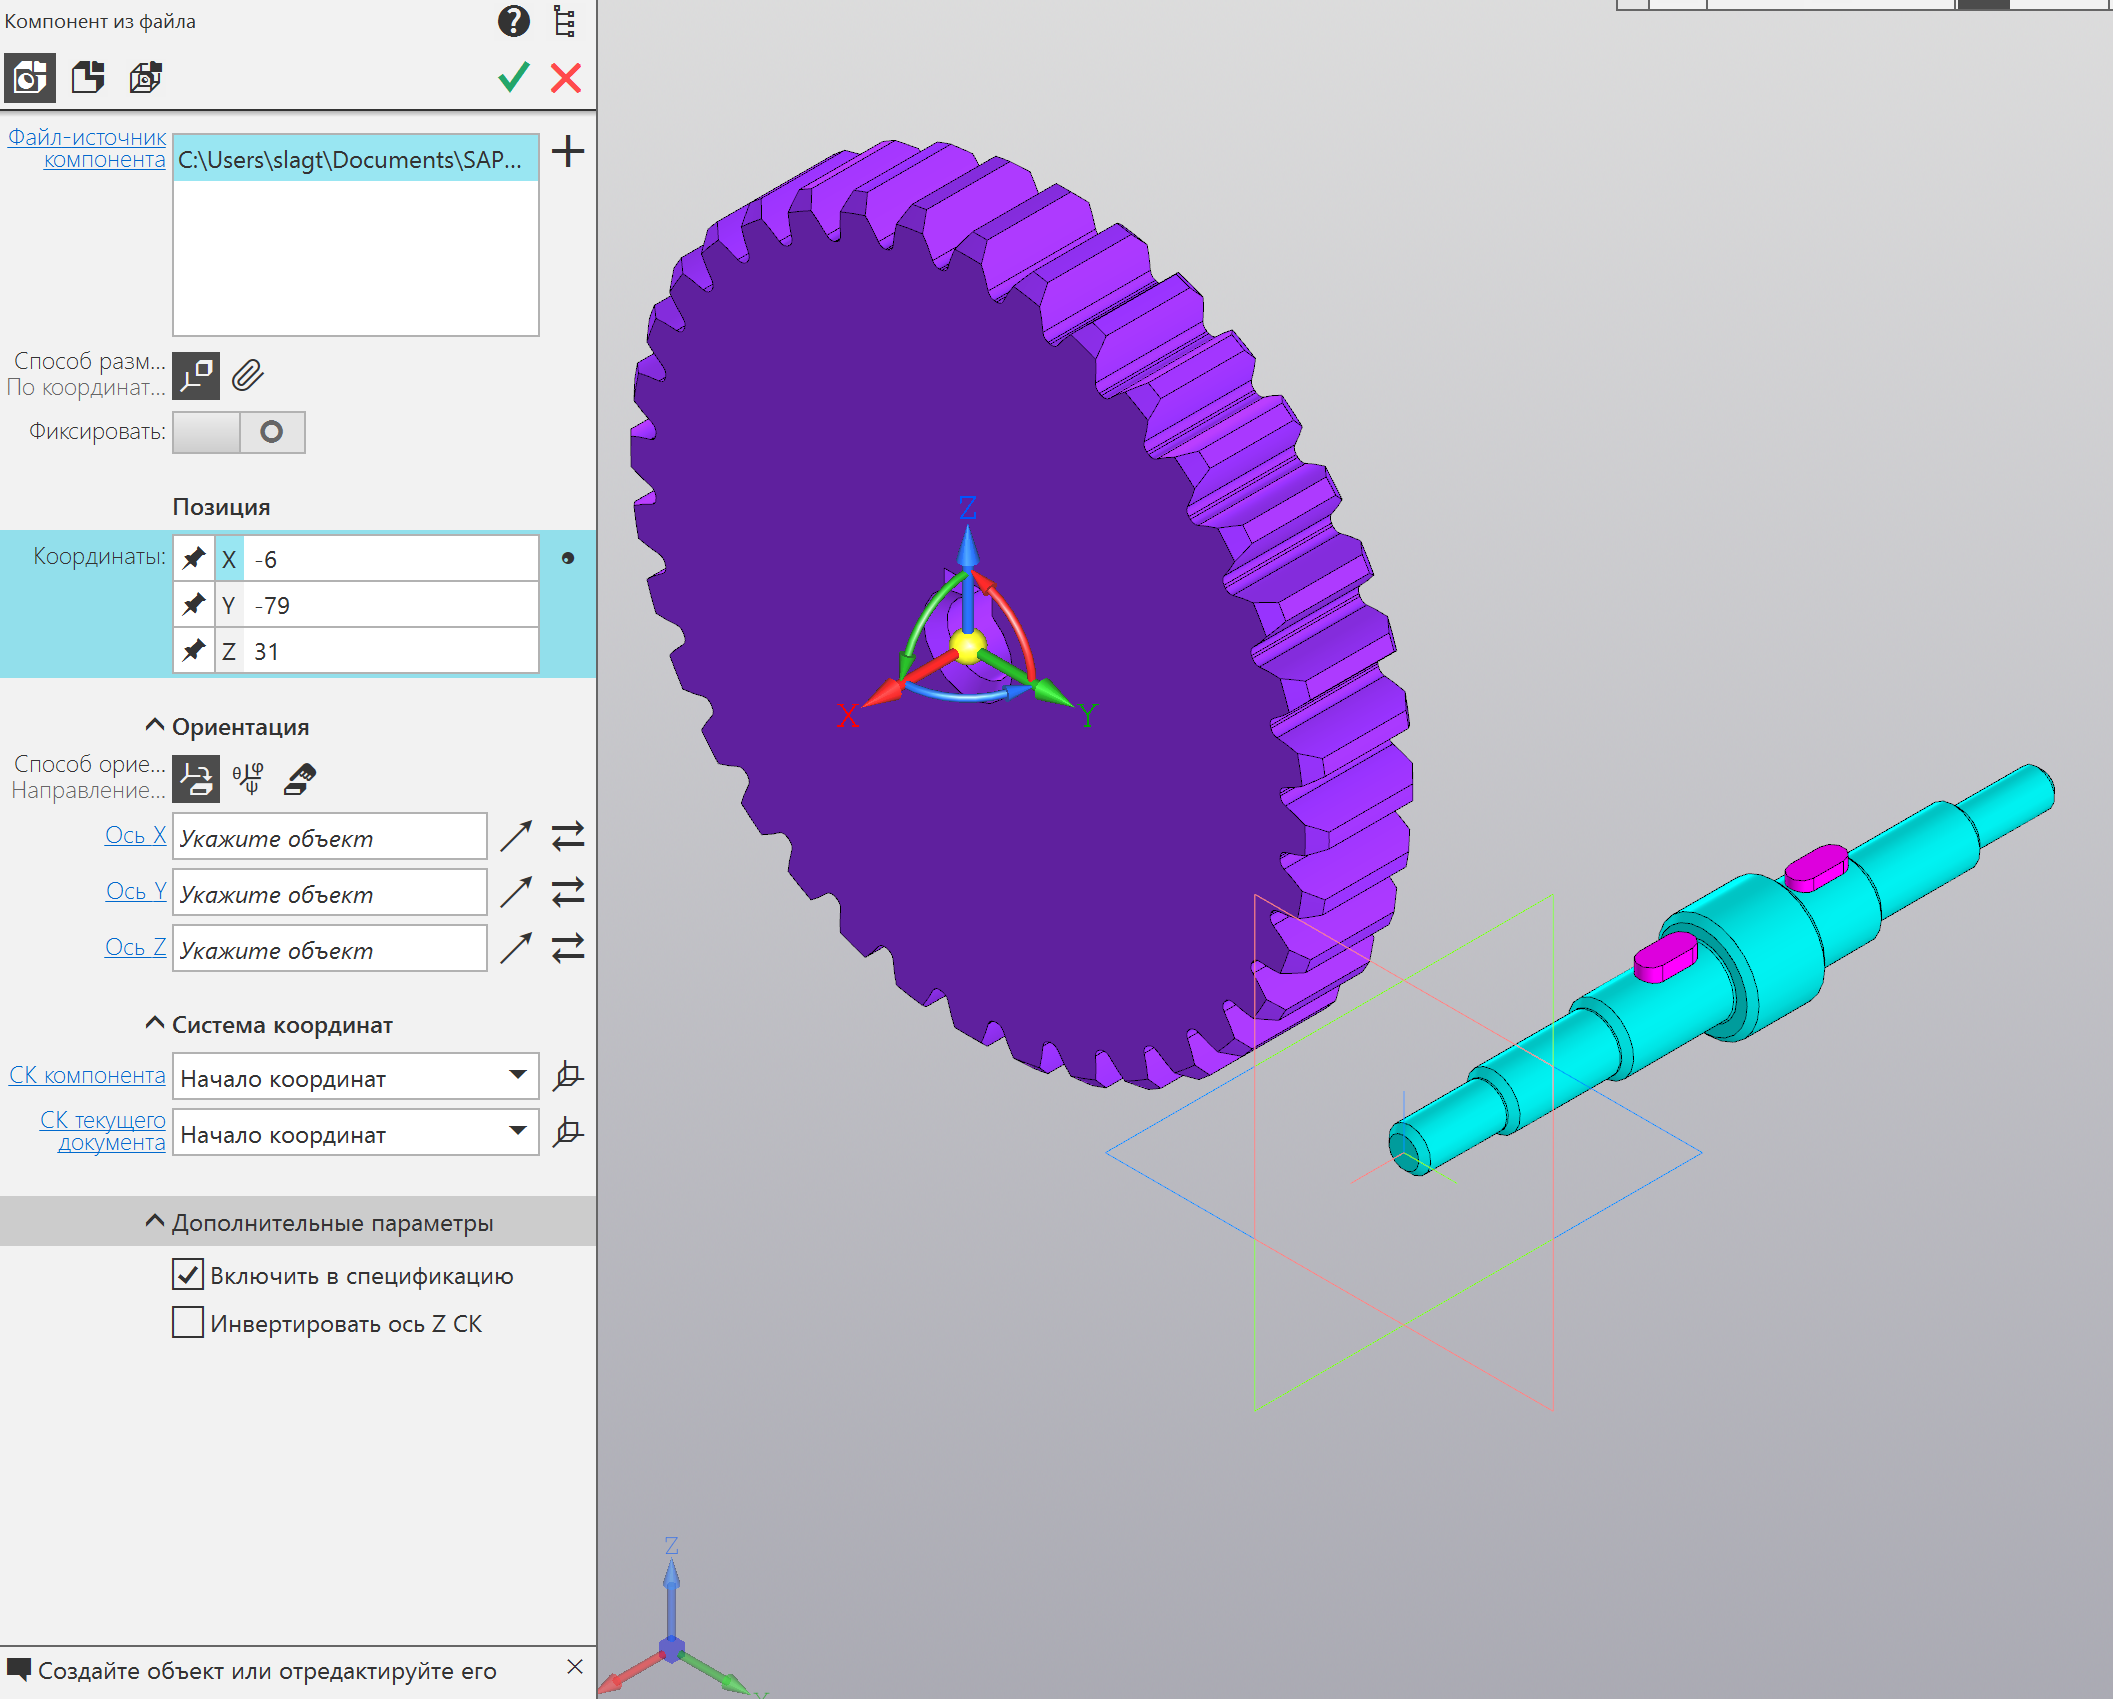 Компонент из файла
Файл-источник
компонента
C:\Users\slagt\Documents\SAP...
Способ разм...
По координат...
Фиксировать:
Позиция
Координаты:
X -6
Y -79
Z 31
Ориентация
Способ орие...
Направление...
θ φ ψ
Ось X Укажите объект
Ось Y Укажите объект
Ось Z Укажите объект
Система координат
СК компонента Начало координат
СК текущего
документа
Начало координат
Дополнительные параметры
Включить в спецификацию
Инвертировать ось Z СК
Создайте объект или отредактируйте его
Z
X
Y
Z
Y